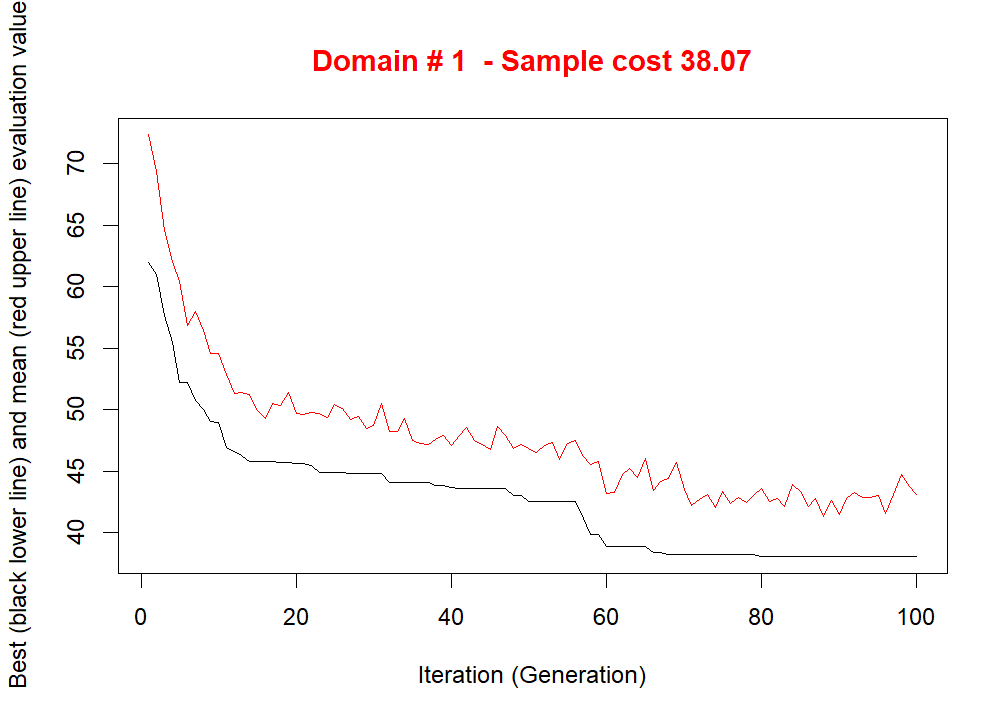 Domain # 1  - Sample cost 38.07
Best (black lower line) and mean (red upper line) evaluation value
70
65
60
55
50
45
40
0 20 40 60 80 100
Iteration (Generation)